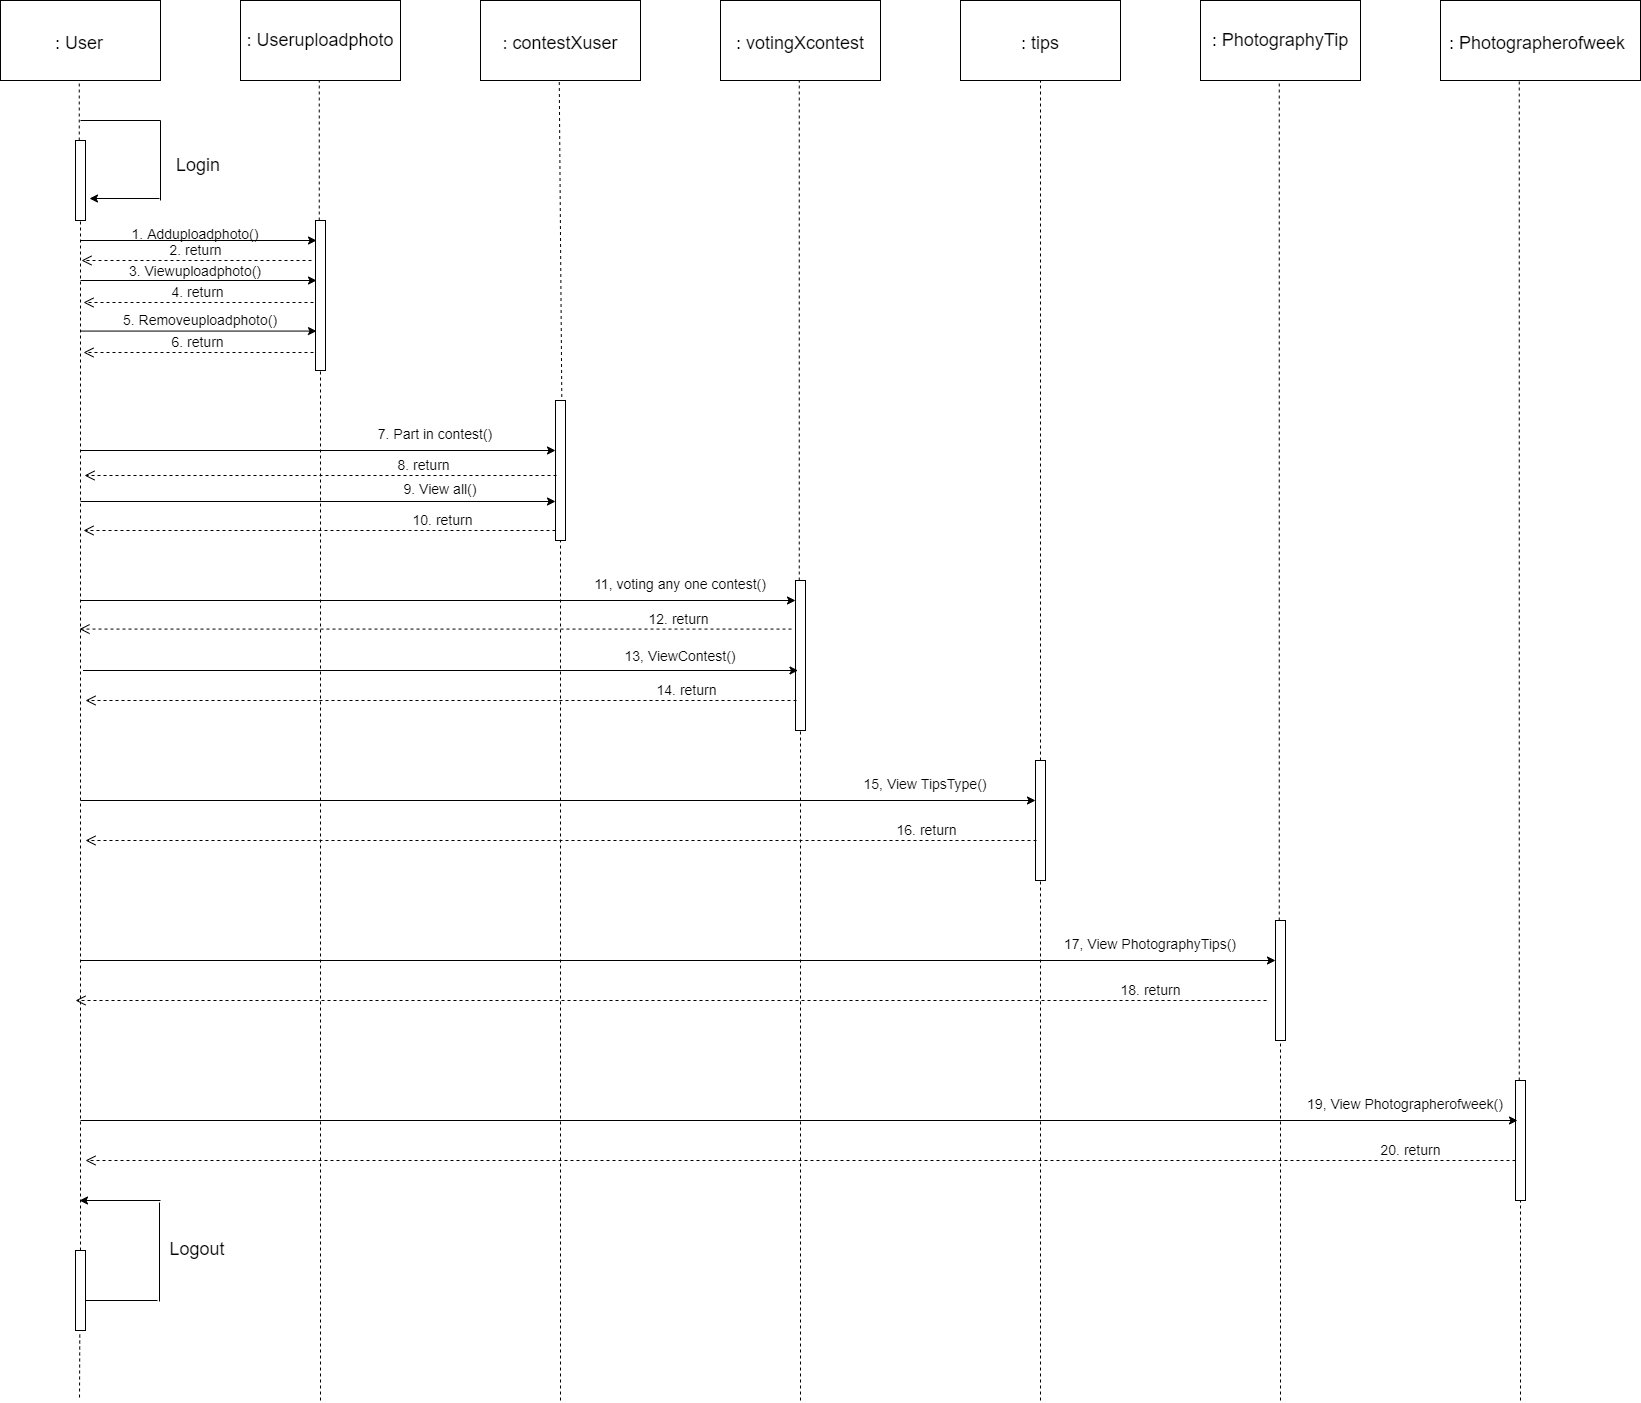 : User
: Useruploadphoto
: contestXuser
: votingXcontest
: tips
: PhotographyTip
: Photographerofweek
Login
1. Adduploadphoto()
2. return
3. Viewuploadphoto()
4. return
5. Removeuploadphoto()
6. return
7. Part in contest()
8. return
9. View all()
10. return
11, voting any one contest()
12. return
13, ViewContest()
14. return
15, View TipsType()
16. return
17, View PhotographyTips()
18. return
19, View Photographerofweek()
20. return
Logout